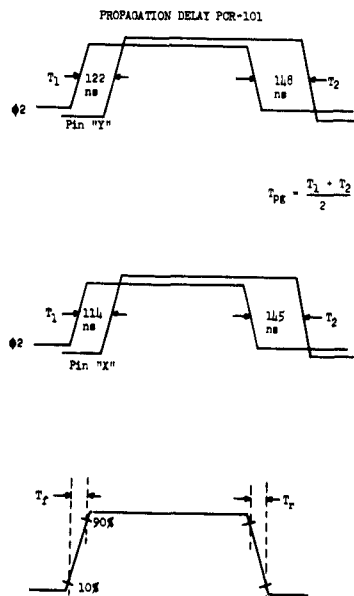 PROPAGATION DELAY PCR-101
T1 122 ns 148 ns T2
φ2
Pin "Y"
Tpg = T1 + T2 / 2
T1 114 ns 145 ns T2
φ2
Pin "X"
Tf Tr
90%
10%